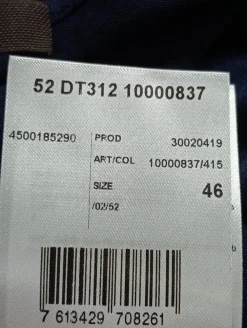 52 DT312 10000837
4500185290 PROD 30020419
ART/COL 10000837/415
SIZE 46
/02/52
7 613429 708261